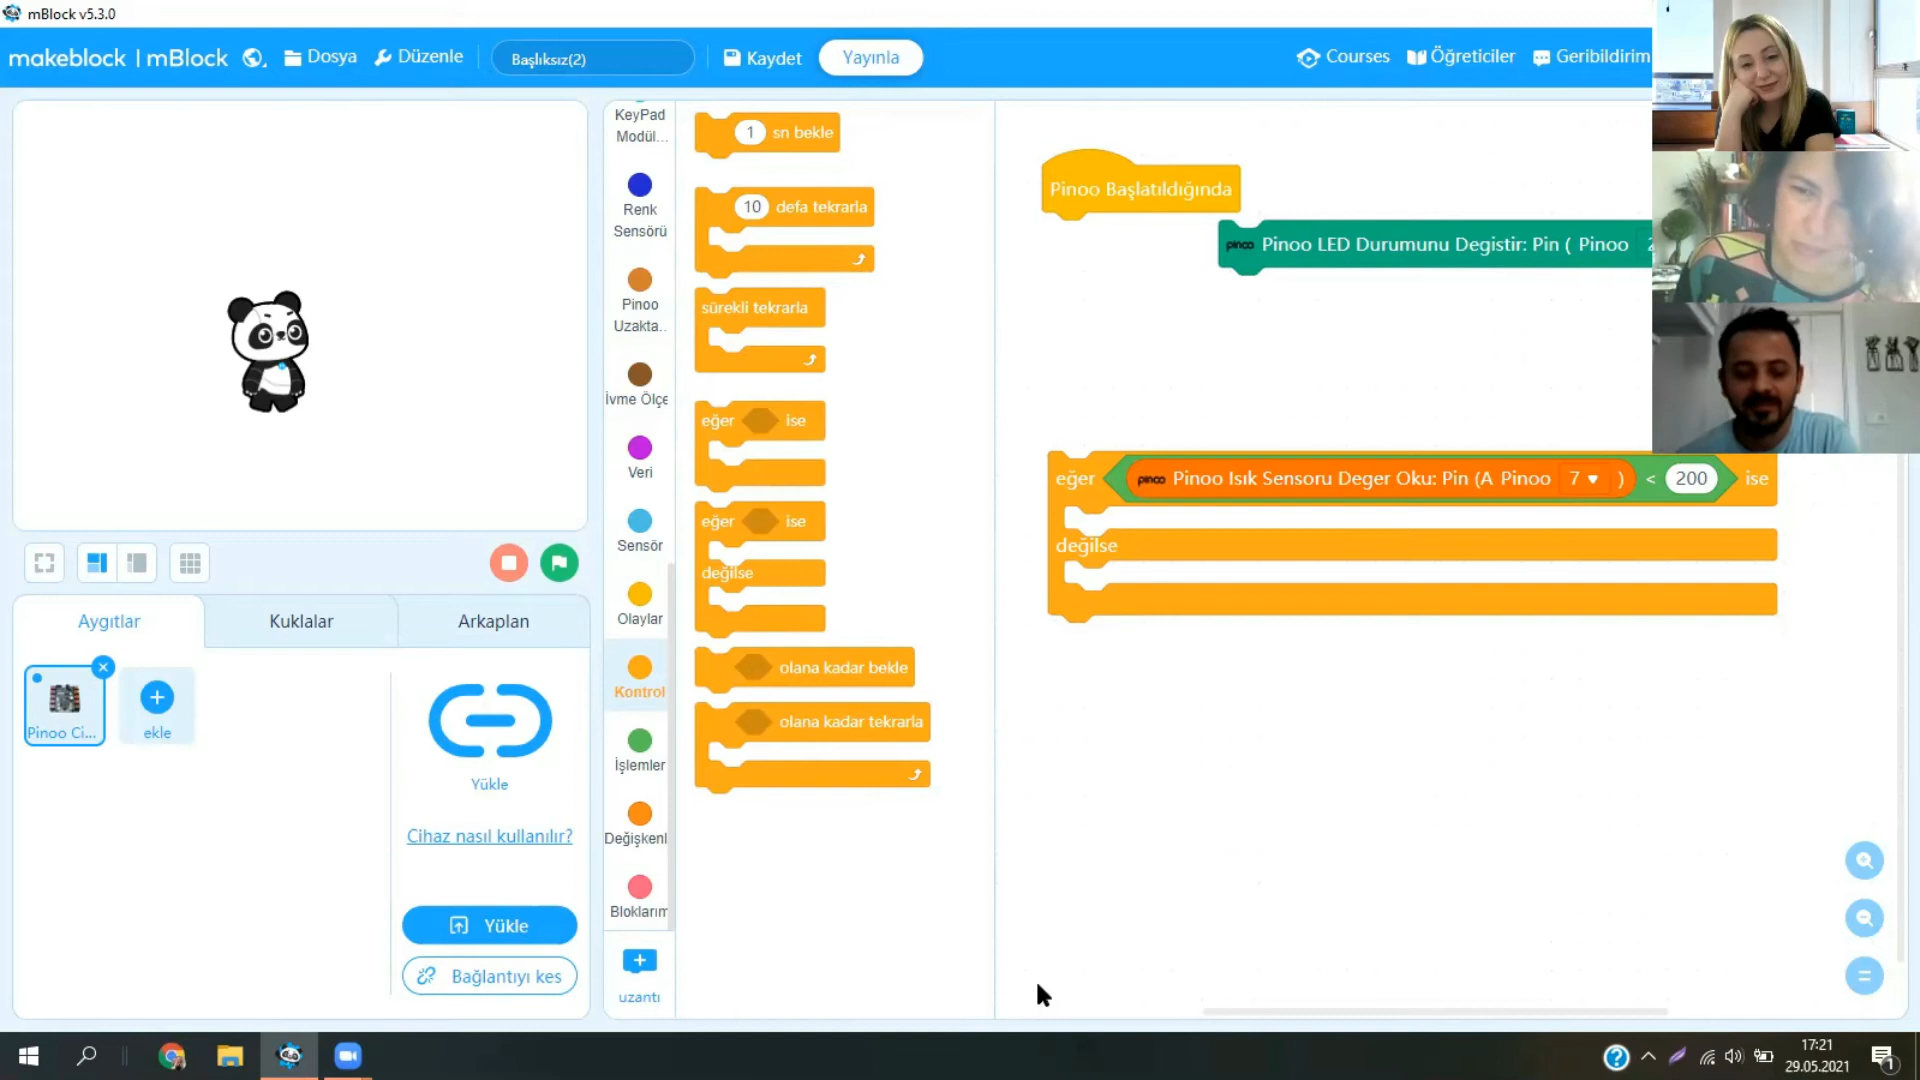 mBlock v5.3.0
makeblock | mBlock
Dosya
Düzenle
Başlıksız(2)
Kaydet
Yayınla
Courses
Öğreticiler
Geribildirim
KeyPad
Modül...
Renk
Sensörü
Pinoo
Uzakta..
İvme Ölçe
Veri
Sensör
Olaylar
Kontrol
İşlemler
Değişkenl
Bloklarım
uzantı
1 sn bekle
10 defa tekrarla
sürekli tekrarla
eğer ise
eğer ise
değilse
olana kadar bekle
olana kadar tekrarla
Pinoo Başlatıldığında
pinoo Pinoo LED Durumunu Degistir: Pin ( Pinoo
eğer pinoo Pinoo Isık Sensoru Deger Oku: Pin (A Pinoo 7 ) < 200 ise
değilse
Aygıtlar
Kuklalar
Arkaplan
Pinoo Ci...
ekle
Yükle
Cihaz nasıl kullanılır?
Yükle
Bağlantıyı kes
17:21
29.05.2021
1